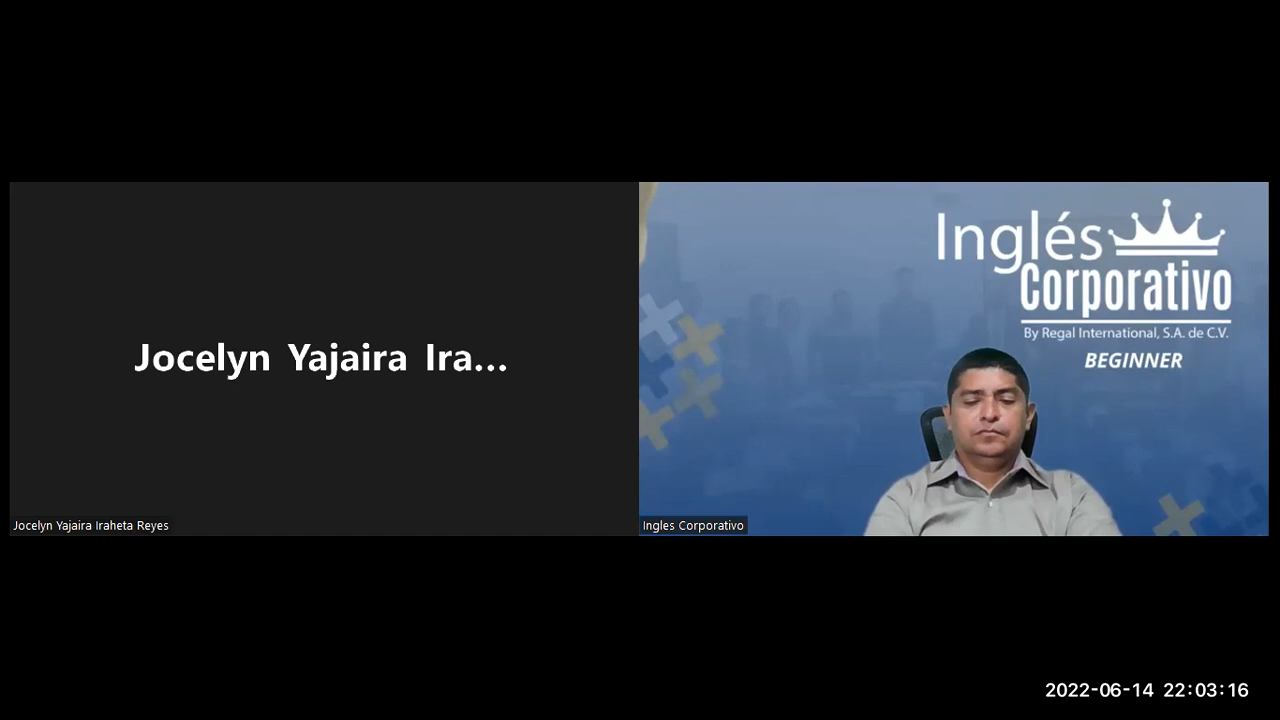 Jocelyn Yajaira Ira...
Jocelyn Yajaira Iraheta Reyes
Inglés
Corporativo
By Regal International, S.A. de C.V.
BEGINNER
Ingles Corporativo
2022-06-14 22:03:16